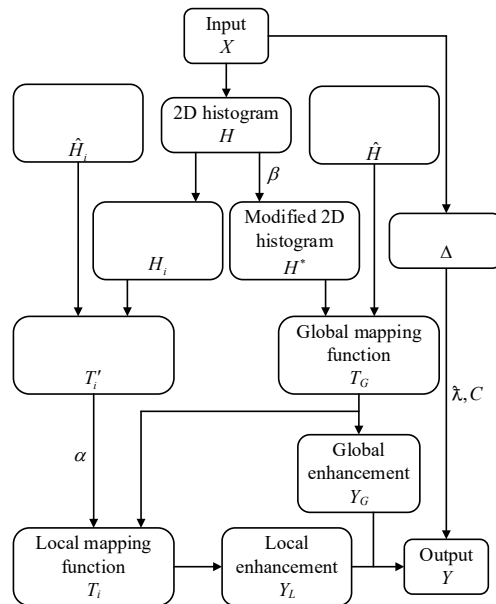 Input
X
2D histogram
H
Ĥ_i
Ĥ
β
Modified 2D
histogram
H*
H_i
Δ
Global mapping
function
T_G
T_i′
λ̂, C
α
Global
enhancement
Y_G
Local mapping
function
T_i
Local
enhancement
Y_L
Output
Y